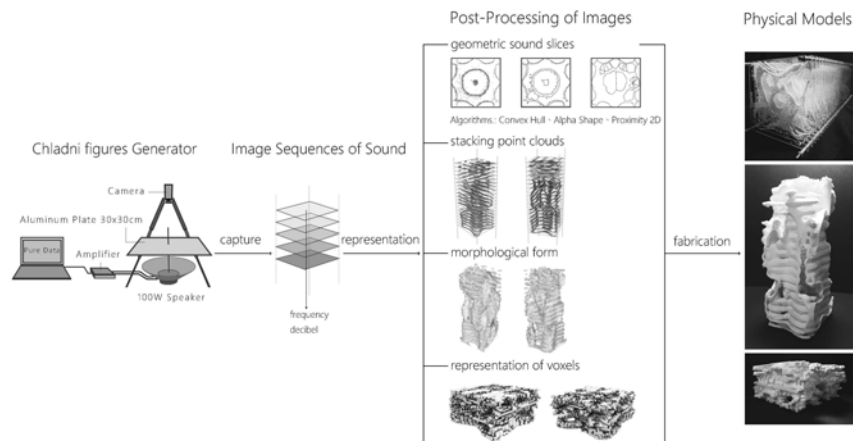 Post-Processing of Images
Physical Models
geometric sound slices
Algorithms.: Convex Hull - Alpha Shape - Proximity 2D
stacking point clouds
Chladni figures Generator
Image Sequences of Sound
Camera
Aluminum Plate 30x30cm
Pure Data
Amplifier
100W Speaker
capture
representation
frequency
decibel
morphological form
fabrication
representation of voxels